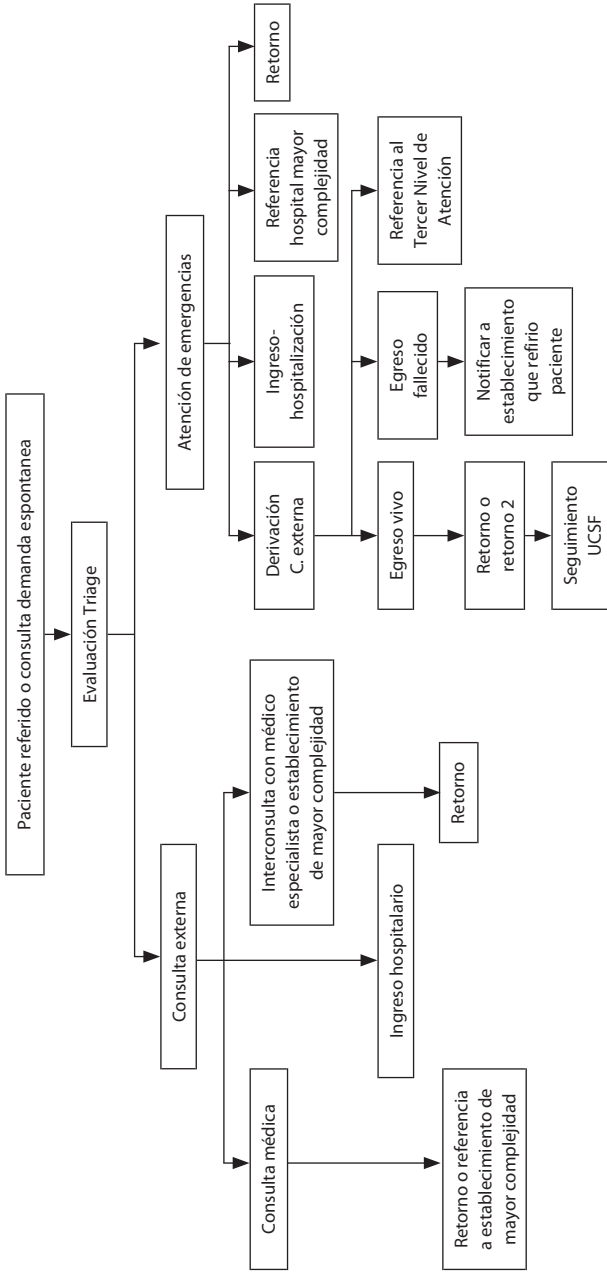 Paciente referido o consulta demanda espontanea
Evaluación Triage
Consulta externa
Atención de emergencias
Consulta médica
Interconsulta con médico
especialista o establecimiento
de mayor complejidad
Derivación
C. externa
Ingreso-
hospitalización
Referencia
hospital mayor
complejidad
Retorno
Ingreso hospitalario
Egreso vivo
Egreso
fallecido
Referencia al
Tercer Nivel de
Atención
Retorno o referencia
a establecimiento de
mayor complejidad
Retorno
Retorno o
retorno 2
Notificar a
establecimiento
que refirio
paciente
Seguimiento
UCSF